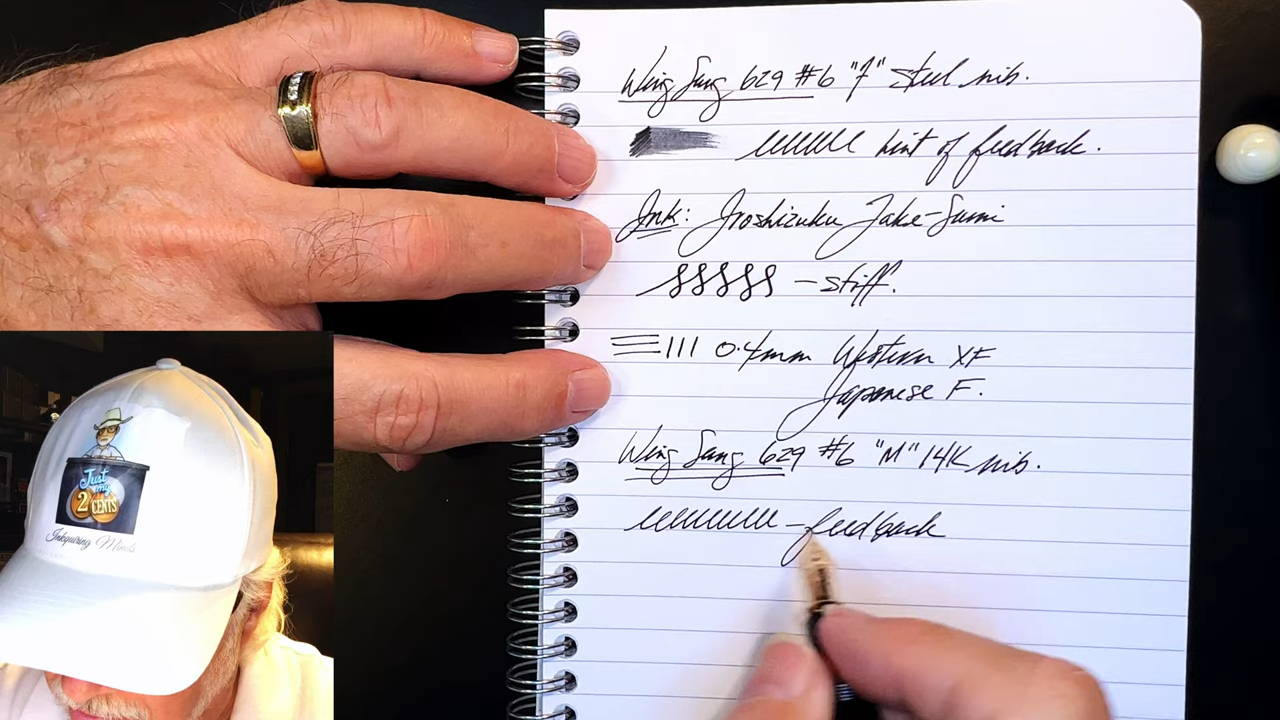 Wing Sung 629 #6 "f" steel nib.
hint of feedback.
Ink: Iroshizuku Take-Sumi
- stiff.
0.4mm Western XF
Japanese F.
Wing Sung 629 #6 "M" 14K nib.
- feedback
Just
my
2 CENTS
Inkquiring Minds